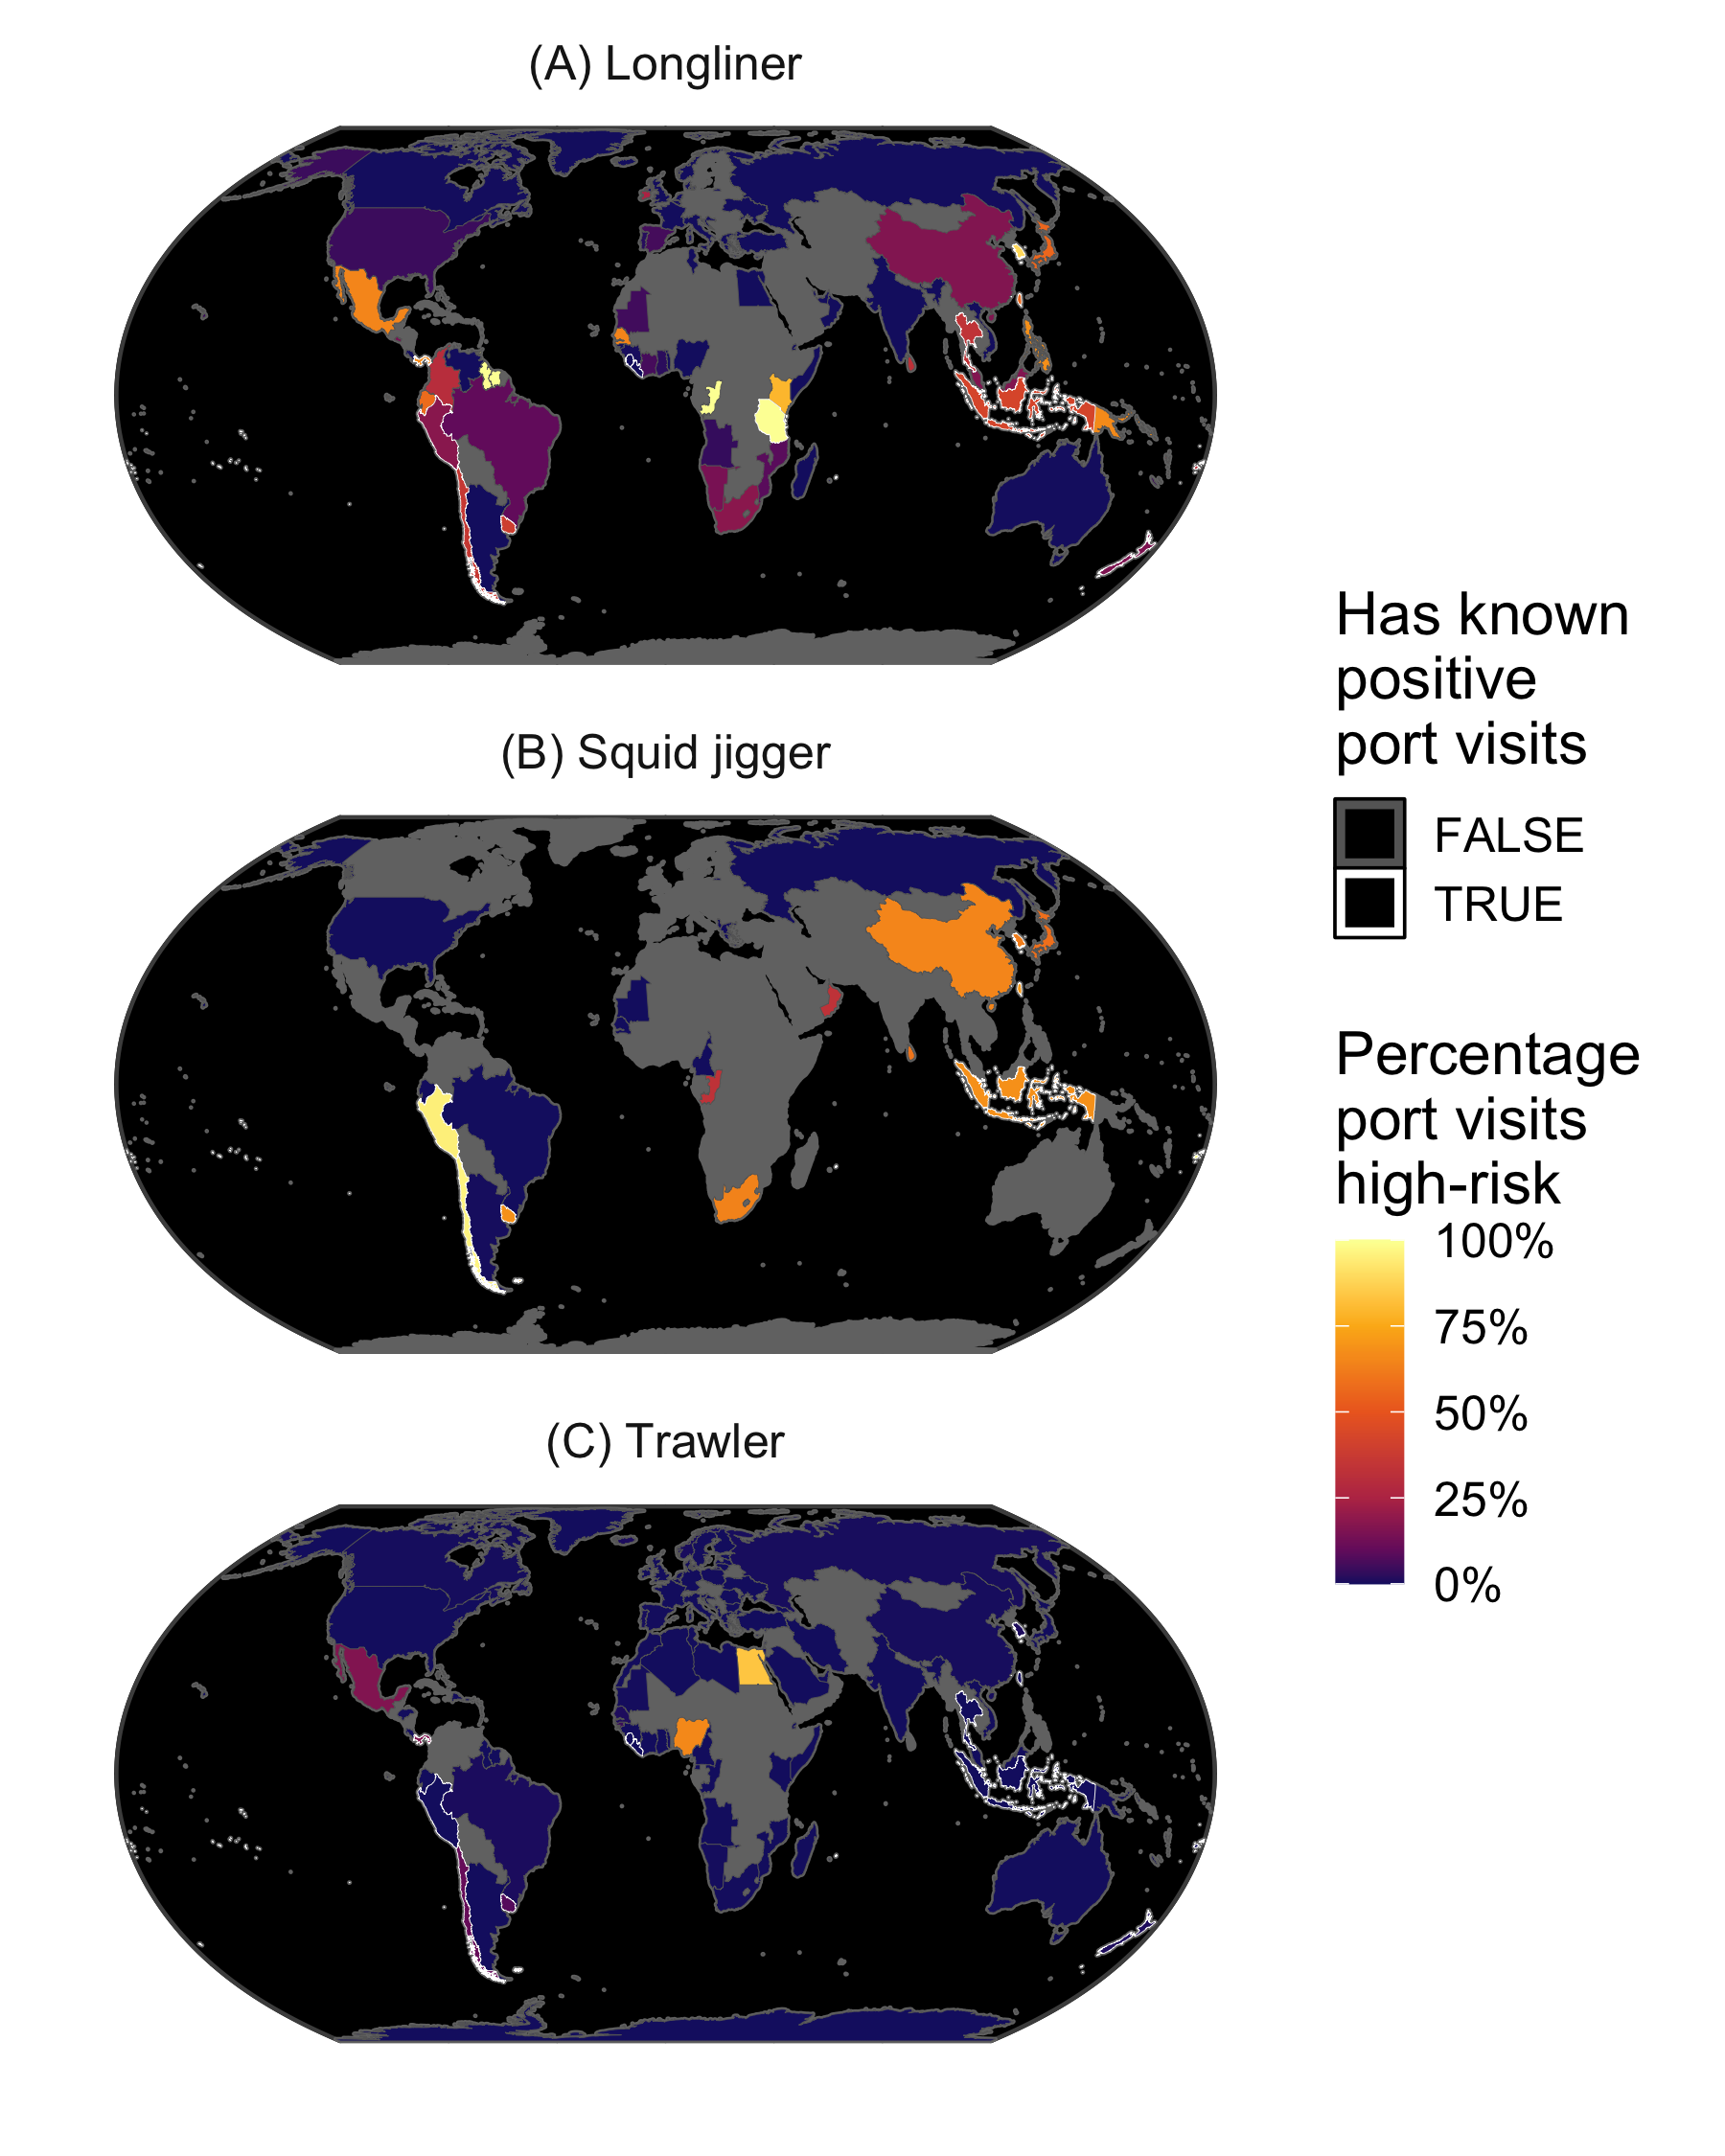 (A) Longliner
(B) Squid jigger
(C) Trawler
Has known
positive
port visits
FALSE
TRUE
Percentage
port visits
high-risk
100%
75%
50%
25%
0%